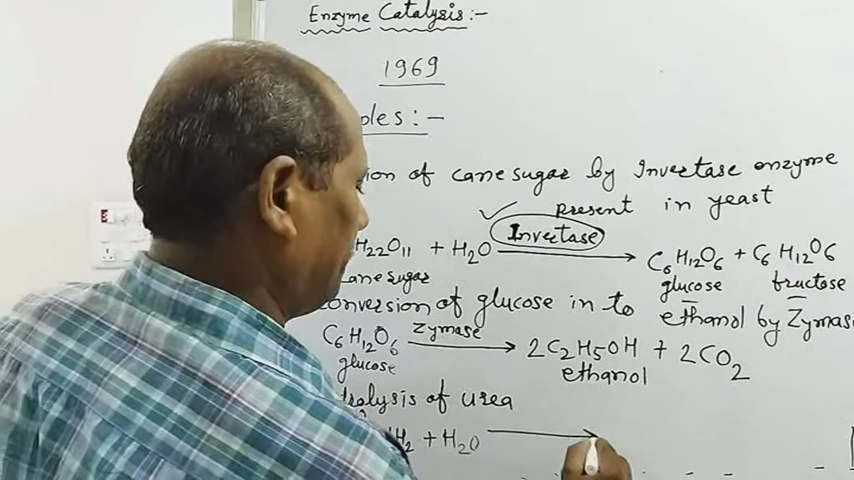 Enzyme Catalysis:-
1969
ples:-
ion of cane sugar by Invertase enzyme
present in yeast
H22O11 + H2O Invertase → C6H12O6 + C6H12O6
cane sugar glucose fructose
onversion of glucose in to ethanol by Zymase
C6H12O6 Zymase → 2C2H5OH + 2CO2
glucose ethanol
rolysis of urea
H2 + H2O →